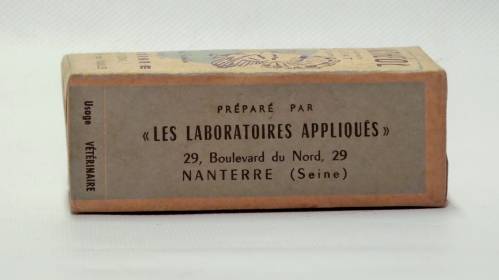 PRÉPARÉ PAR
« LES LABORATOIRES APPLIQUÉS »
29, Boulevard du Nord, 29
NANTERRE (Seine)
Usage VÉTÉRINAIRE